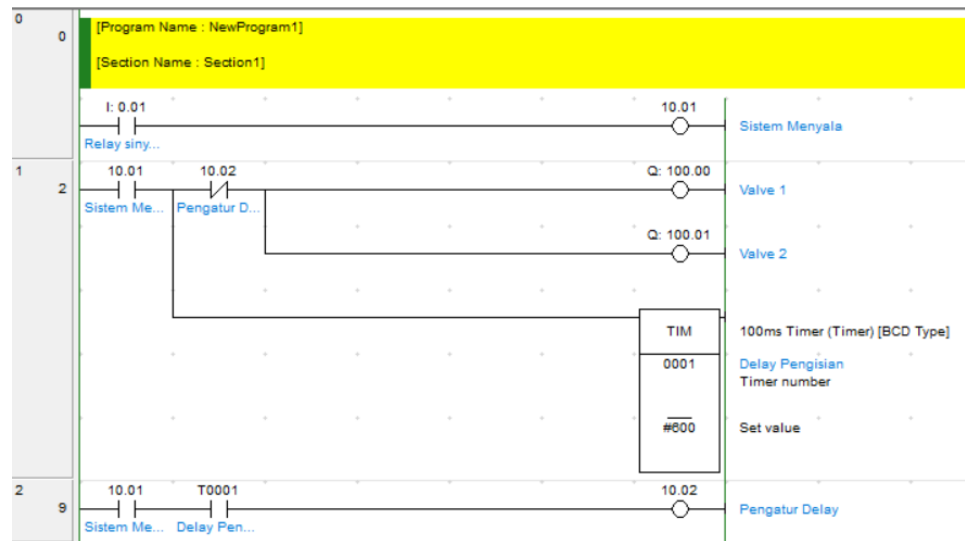 0
0
[Program Name : NewProgram1]
[Section Name : Section1]
I: 0.01
10.01
Relay siny...
Sistem Menyala
1
2
10.01
10.02
Q: 100.00
Sistem Me...
Pengatur D...
Valve 1
Q: 100.01
Valve 2
TIM
100ms Timer (Timer) [BCD Type]
0001
Delay Pengisian
Timer number
#600
Set value
2
9
10.01
T0001
10.02
Sistem Me...
Delay Pen...
Pengatur Delay